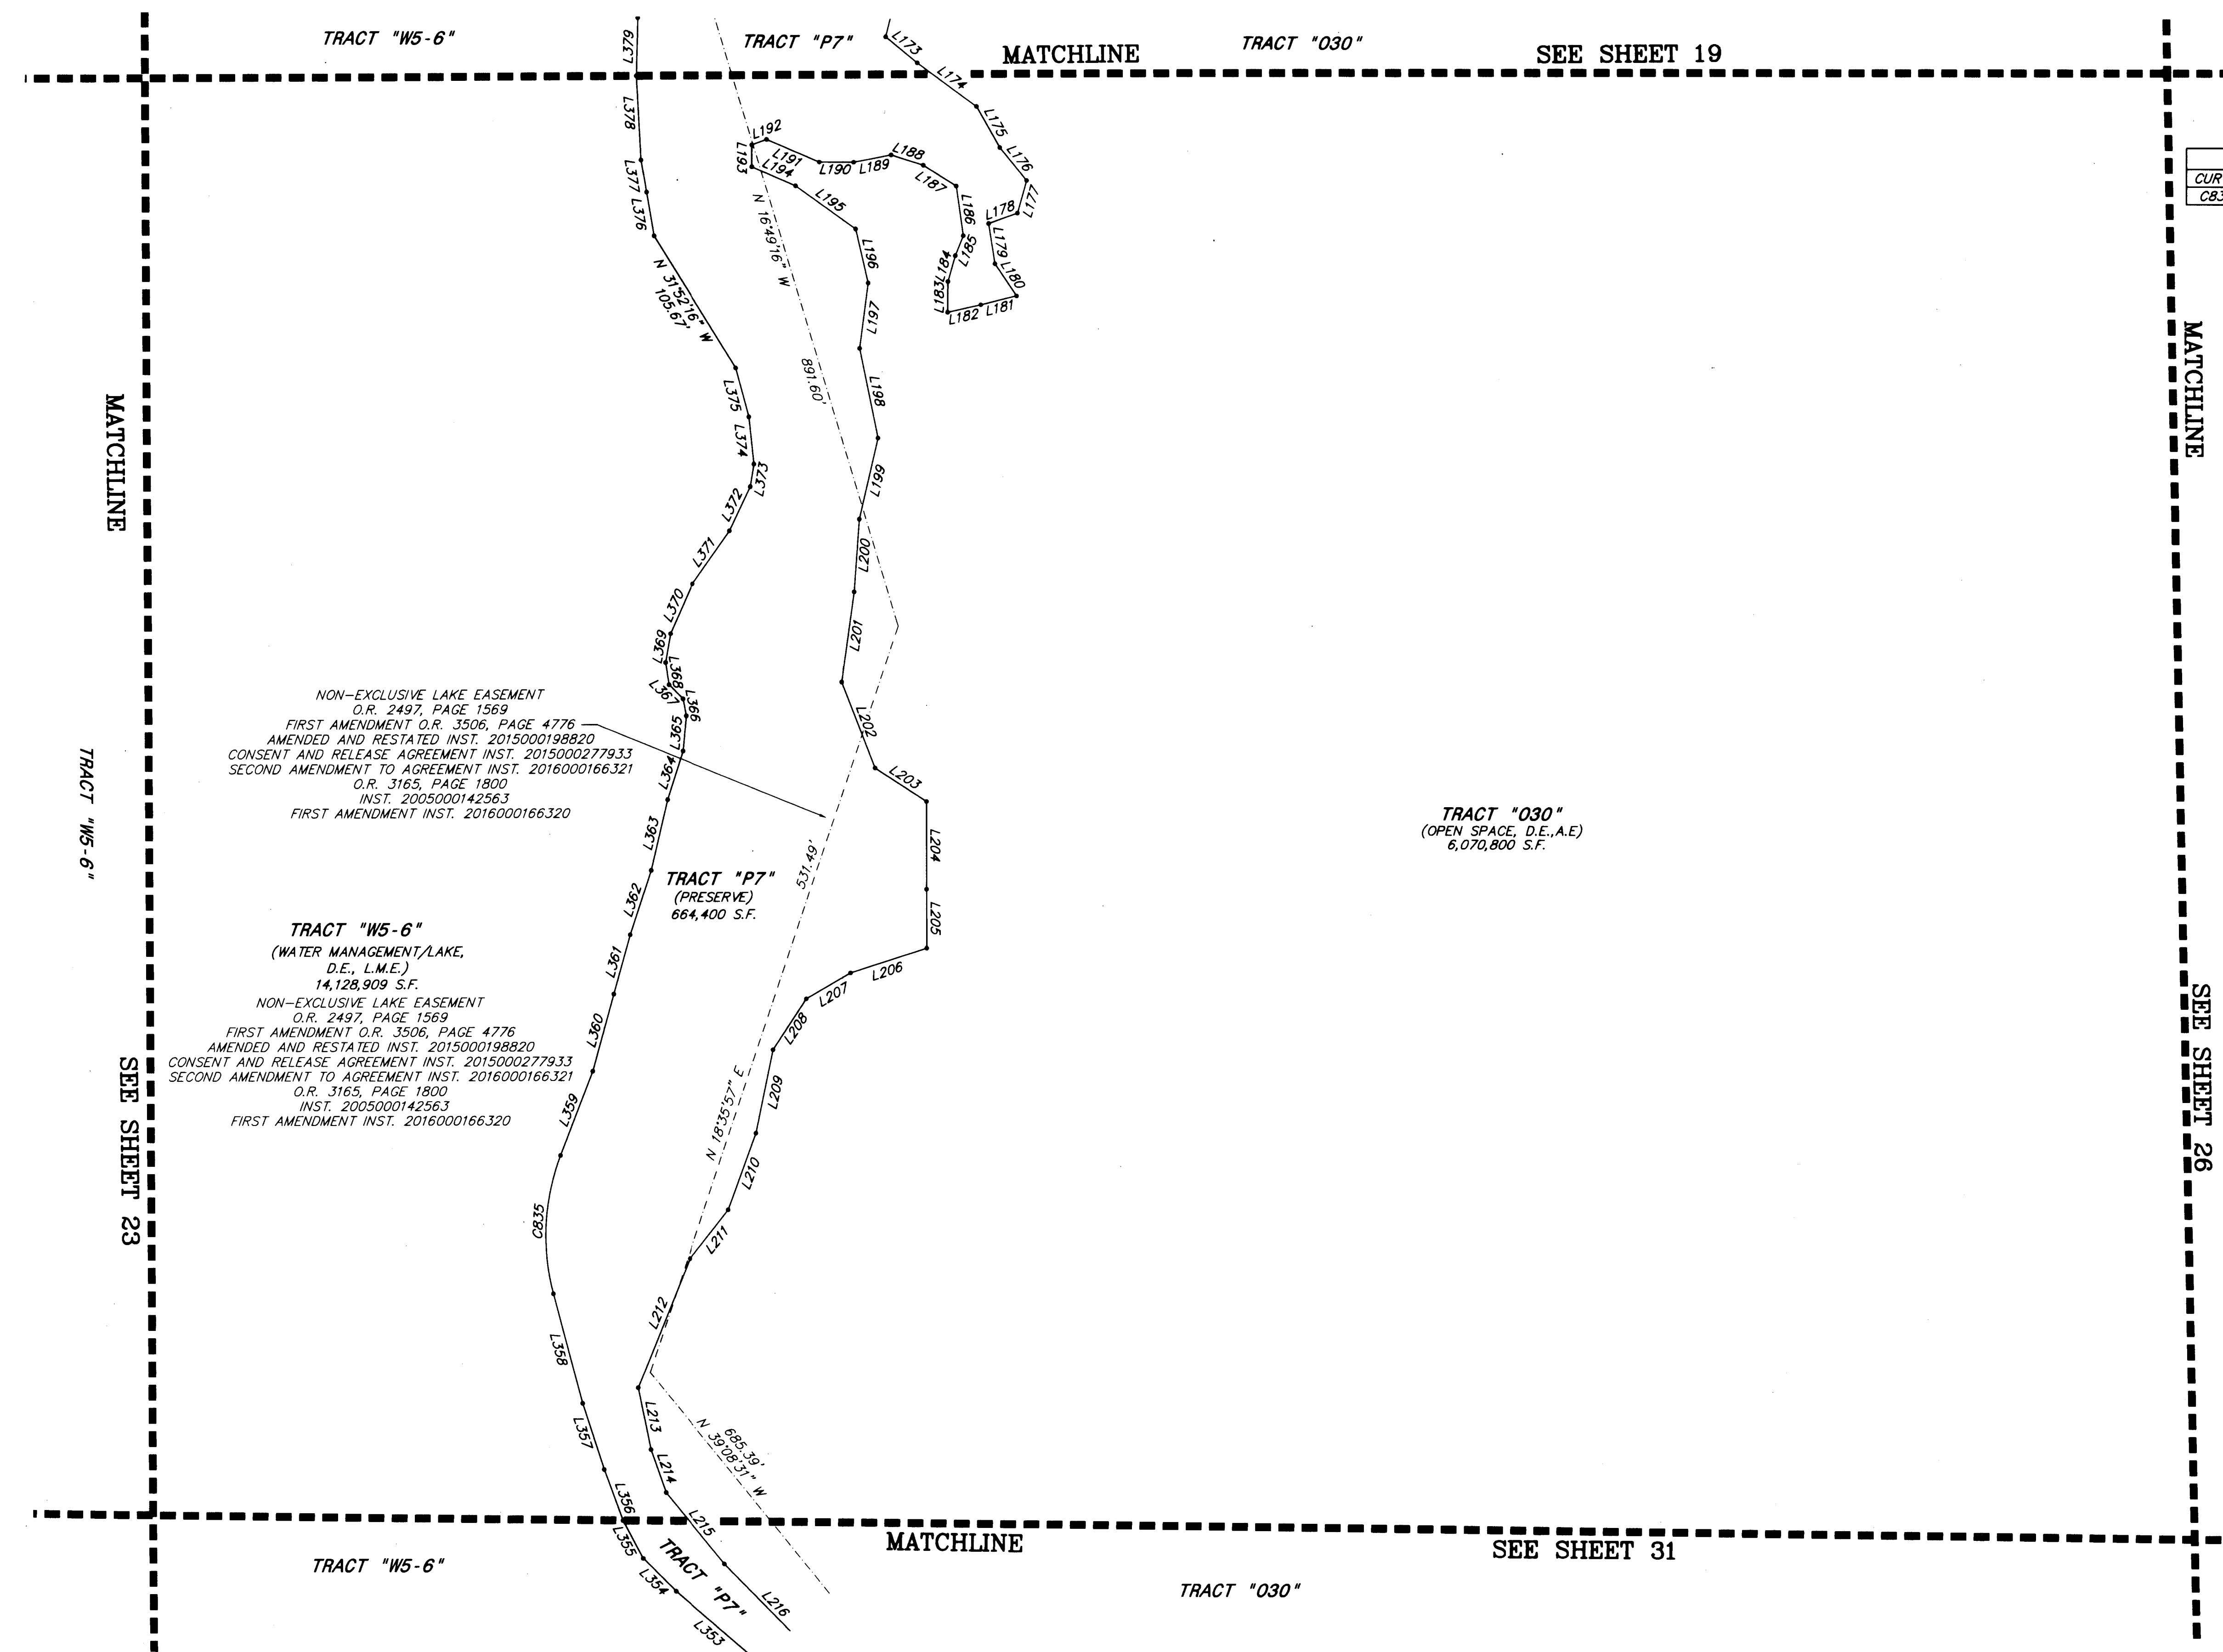 TRACT "W5-6"
TRACT "P7"
TRACT "030"
MATCHLINE
SEE SHEET 19
L379
L378
L377
L376
N 31°52'16" W
105.67'
L375
L374
L373
L372
L371
L370
L369
L368
L367
L366
L365
L364
L363
L362
L361
L360
L359
C835
L358
L357
L356
L355
L354
L353
L173
L174
L175
L176
L177
L178
L179
L180
L181
L182
L183
L184
L185
L186
L187
L188
L189
L190
L191
L192
L193
L194
L195
L196
L197
L198
L199
L200
L201
L202
L203
L204
L205
L206
L207
L208
L209
L210
L211
L212
L213
L214
L215
L216
N 16°49'16" W
891.60'
531.49'
N 18°35'57" E
685.39'
N 39°08'31" W
CUR
C83
MATCHLINE
SEE SHEET 23
TRACT "W5-6"
NON-EXCLUSIVE LAKE EASEMENT
O.R. 2497, PAGE 1569
FIRST AMENDMENT O.R. 3506, PAGE 4776
AMENDED AND RESTATED INST. 2015000198820
CONSENT AND RELEASE AGREEMENT INST. 2015000277933
SECOND AMENDMENT TO AGREEMENT INST. 2016000166321
O.R. 3165, PAGE 1800
INST. 2005000142563
FIRST AMENDMENT INST. 2016000166320
TRACT "P7"
(PRESERVE)
664,400 S.F.
TRACT "030"
(OPEN SPACE, D.E.,A.E)
6,070,800 S.F.
TRACT "W5-6"
(WATER MANAGEMENT/LAKE,
D.E., L.M.E.)
14,128,909 S.F.
NON-EXCLUSIVE LAKE EASEMENT
O.R. 2497, PAGE 1569
FIRST AMENDMENT O.R. 3506, PAGE 4776
AMENDED AND RESTATED INST. 2015000198820
CONSENT AND RELEASE AGREEMENT INST. 2015000277933
SECOND AMENDMENT TO AGREEMENT INST. 2016000166321
O.R. 3165, PAGE 1800
INST. 2005000142563
FIRST AMENDMENT INST. 2016000166320
MATCHLINE
SEE SHEET 26
MATCHLINE
SEE SHEET 31
TRACT "W5-6"
TRACT "P7"
TRACT "030"